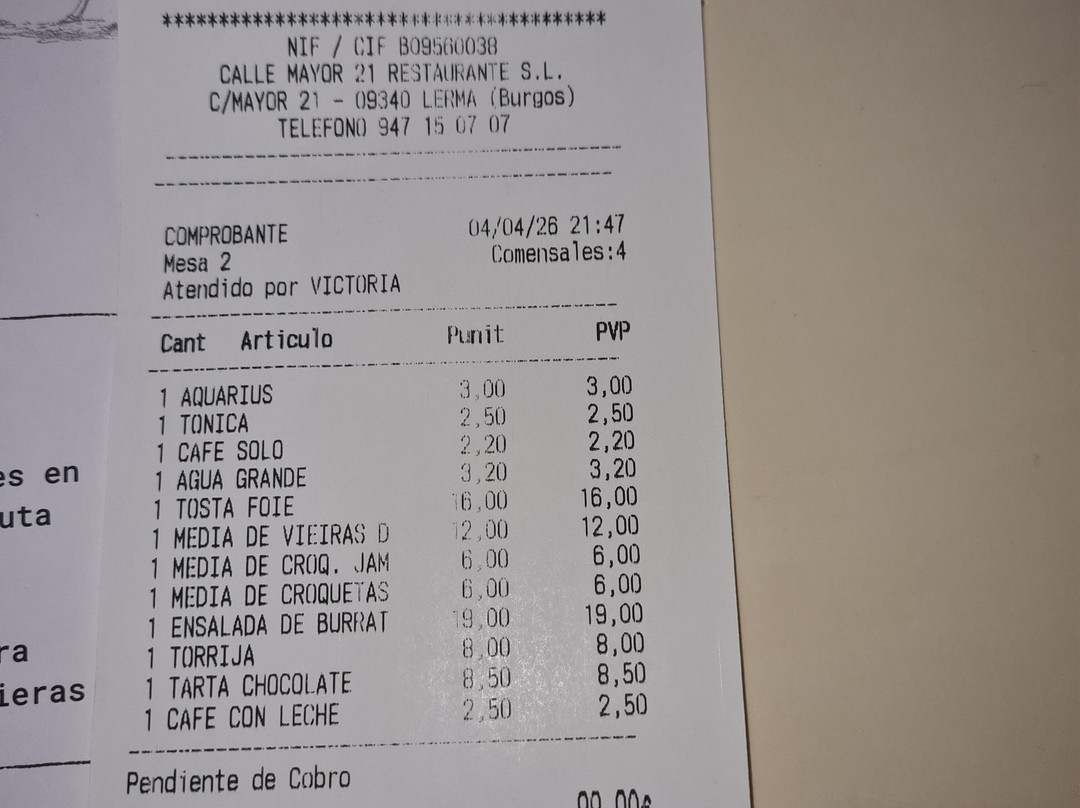 ****************************************
NIF / CIF B09560038
CALLE MAYOR 21 RESTAURANTE S.L.
C/MAYOR 21 - 09340 LERMA (Burgos)
TELEFONO 947 15 07 07
COMPROBANTE 04/04/26 21:47
Mesa 2 Comensales:4
Atendido por VICTORIA
Cant Articulo Punit PVP
1 AQUARIUS 3,00 3,00
1 TONICA 2,50 2,50
1 CAFE SOLO 2,20 2,20
1 AGUA GRANDE 3,20 3,20
1 TOSTA FOIE 16,00 16,00
1 MEDIA DE VIEIRAS D 12,00 12,00
1 MEDIA DE CROQ. JAM 6,00 6,00
1 MEDIA DE CROQUETAS 6,00 6,00
1 ENSALADA DE BURRAT 19,00 19,00
1 TORRIJA 8,00 8,00
1 TARTA CHOCOLATE 8,50 8,50
1 CAFE CON LECHE 2,50 2,50
Pendiente de Cobro
es en
uta
ra
ieras